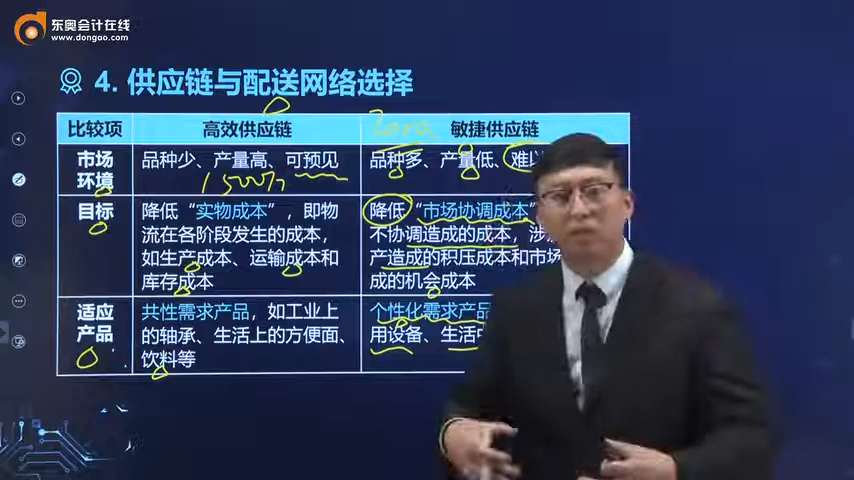 东奥会计在线
www.dongao.com
4. 供应链与配送网络选择
比较项
高效供应链
Zara
敏捷供应链
市场
环境
品种少、产量高、可预见
1500万
品种多、产量低、难以
目标
降低“实物成本”,即物
流在各阶段发生的成本,
如生产成本、运输成本和
库存成本
降低“市场协调成本”
不协调造成的成本,涉
产造成的积压成本和市场
成的机会成本
适应
产品
共性需求产品,如工业上
的轴承、生活上的方便面、
饮料等
个性化需求产品
用设备、生活